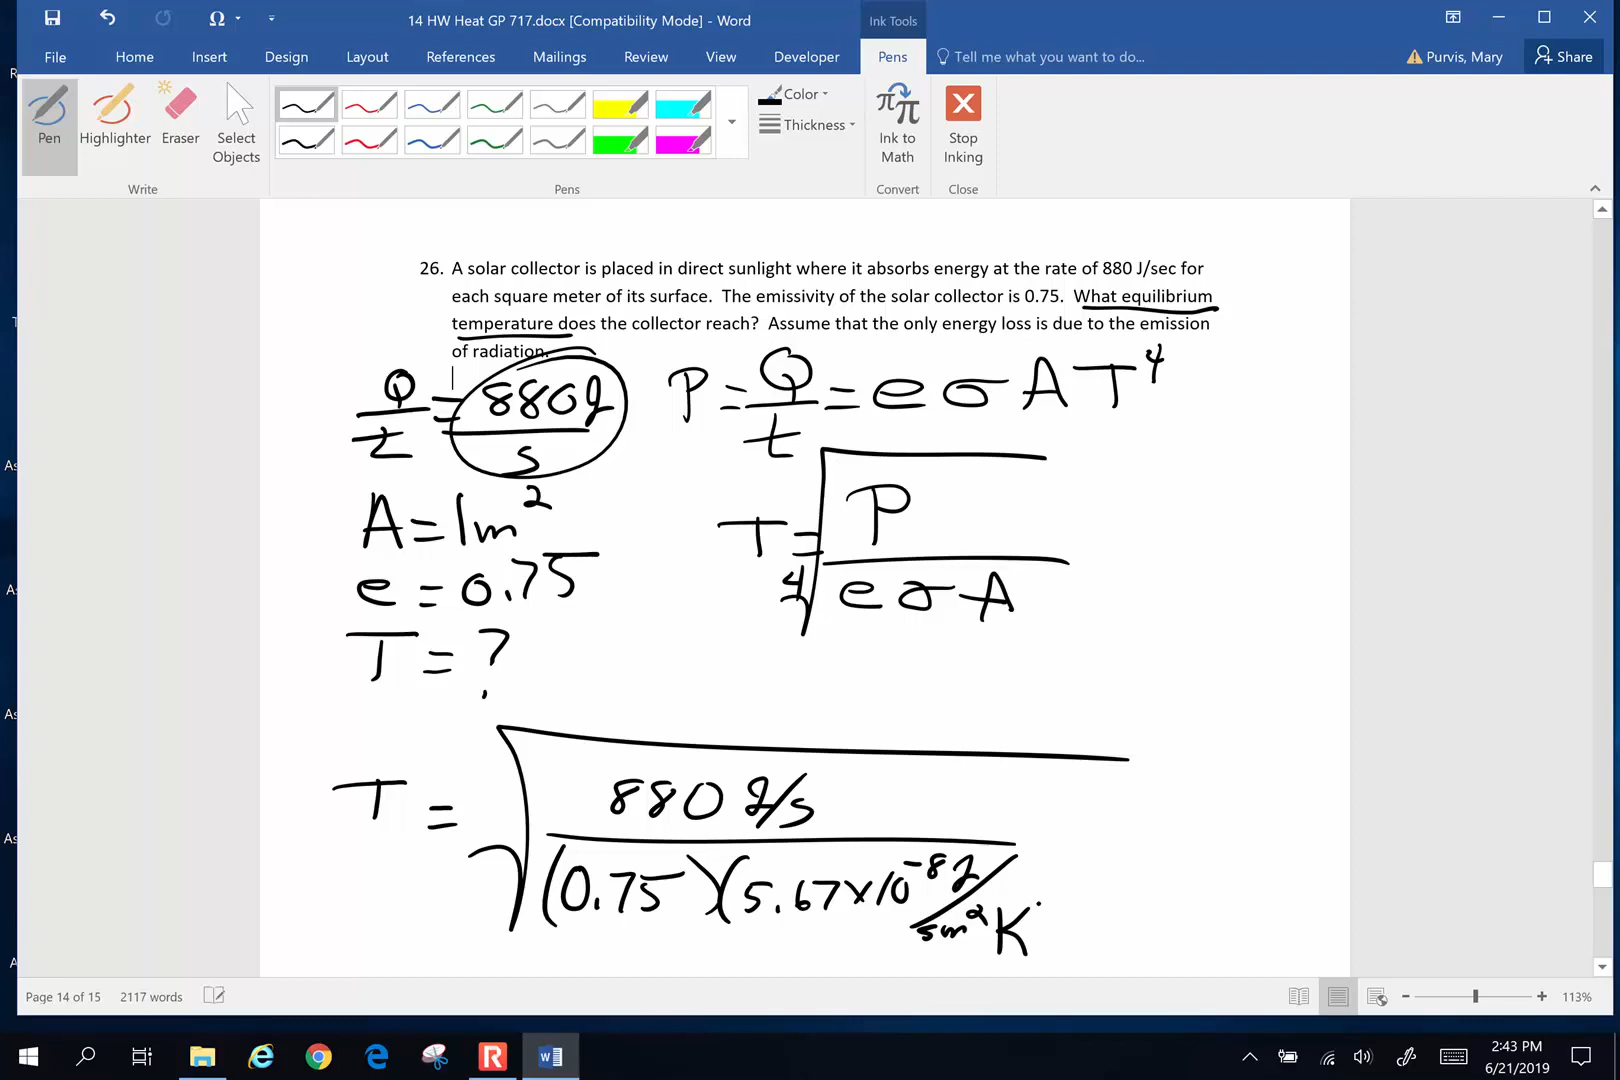 14 HW Heat GP 717.docx [Compatibility Mode] - Word
Ink Tools
File Home Insert Design Layout References Mailings Review View Developer Pens Tell me what you want to do... Purvis, Mary Share
Pen Highlighter Eraser Select Objects
Color
Thickness
Ink to Math
Stop Inking
Write Pens Convert Close
26. A solar collector is placed in direct sunlight where it absorbs energy at the rate of 880 J/sec for
each square meter of its surface. The emissivity of the solar collector is 0.75. What equilibrium
temperature does the collector reach? Assume that the only energy loss is due to the emission
of radiation.
Q/t = 880 J/s
P = Q/t = e σ A T⁴
A = 1m²
T = ⁴√(P/(e σ A))
e = 0.75
T = ?
T = √(880 J/s / (0.75)(5.67×10⁻⁸ J/sm² K
Page 14 of 15 2117 words 113%
2:43 PM
6/21/2019